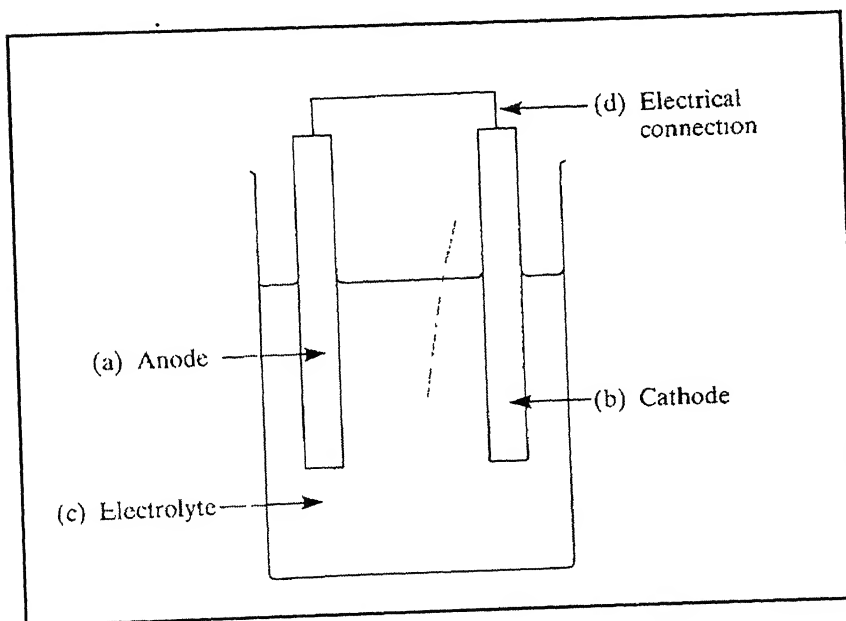 (d) Electrical
connection
(a) Anode
(b) Cathode
(c) Electrolyte